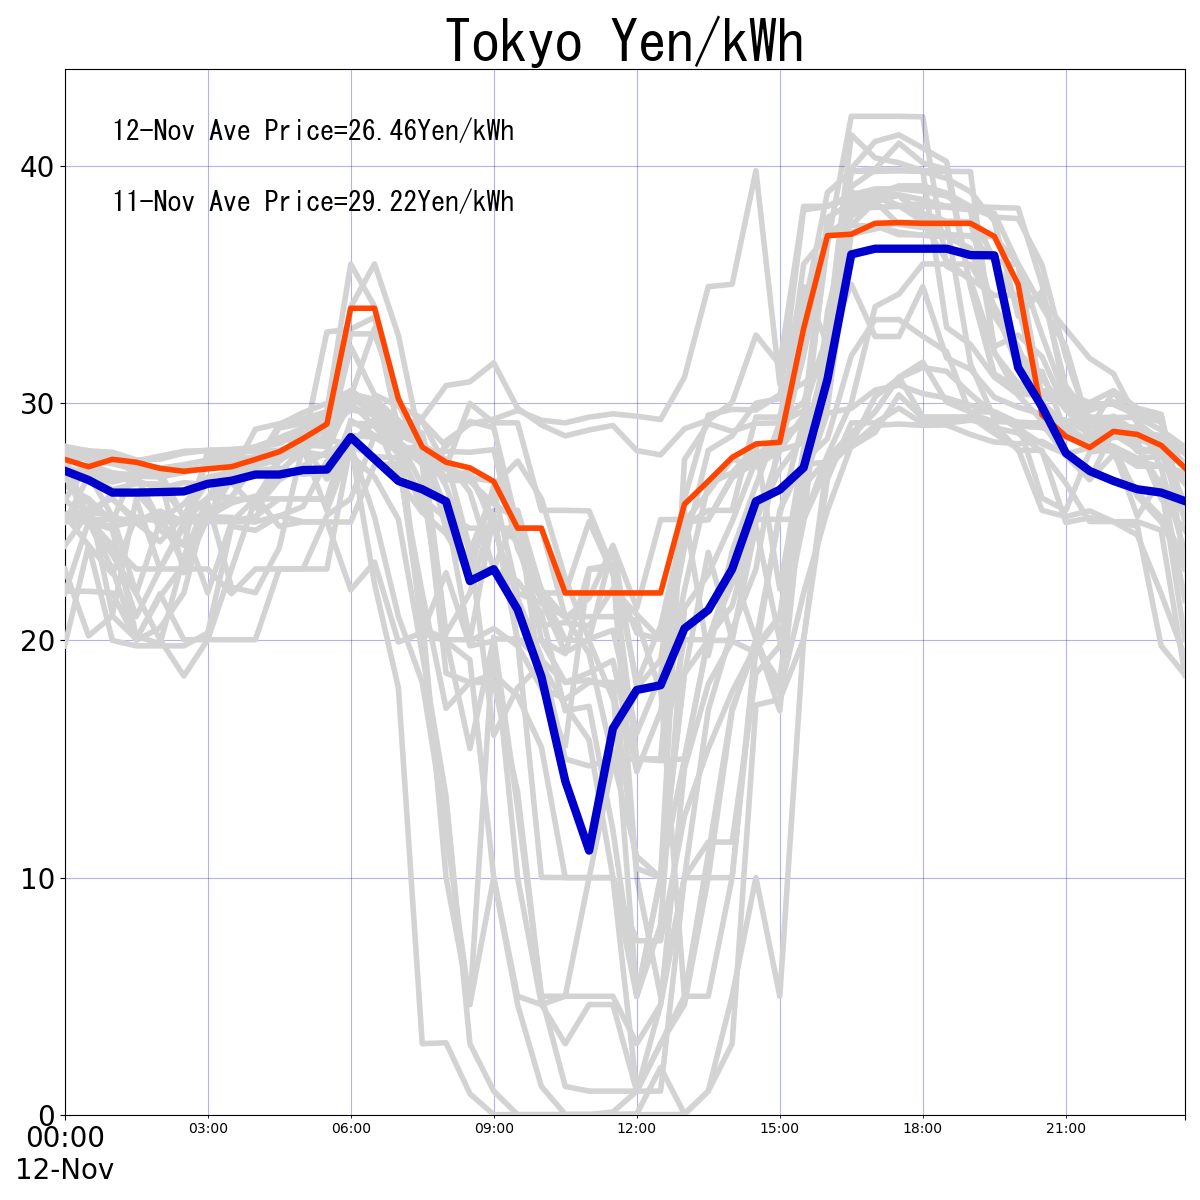 Tokyo Yen/kWh
12-Nov Ave Price=26.46Yen/kWh
11-Nov Ave Price=29.22Yen/kWh
40
30
20
10
0
00:00 03:00 06:00 09:00 12:00 15:00 18:00 21:00
12-Nov